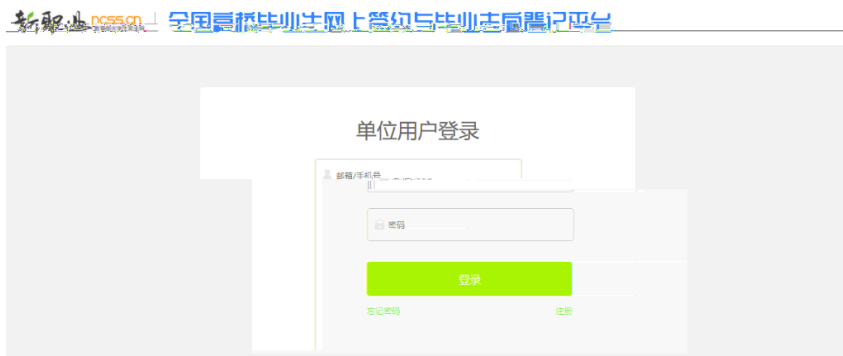 新职业 ncss.cn 全国高校毕业生网上签约与毕业去向登记平台
单位用户登录
邮箱/手机号
密码
登录
忘记密码 注册